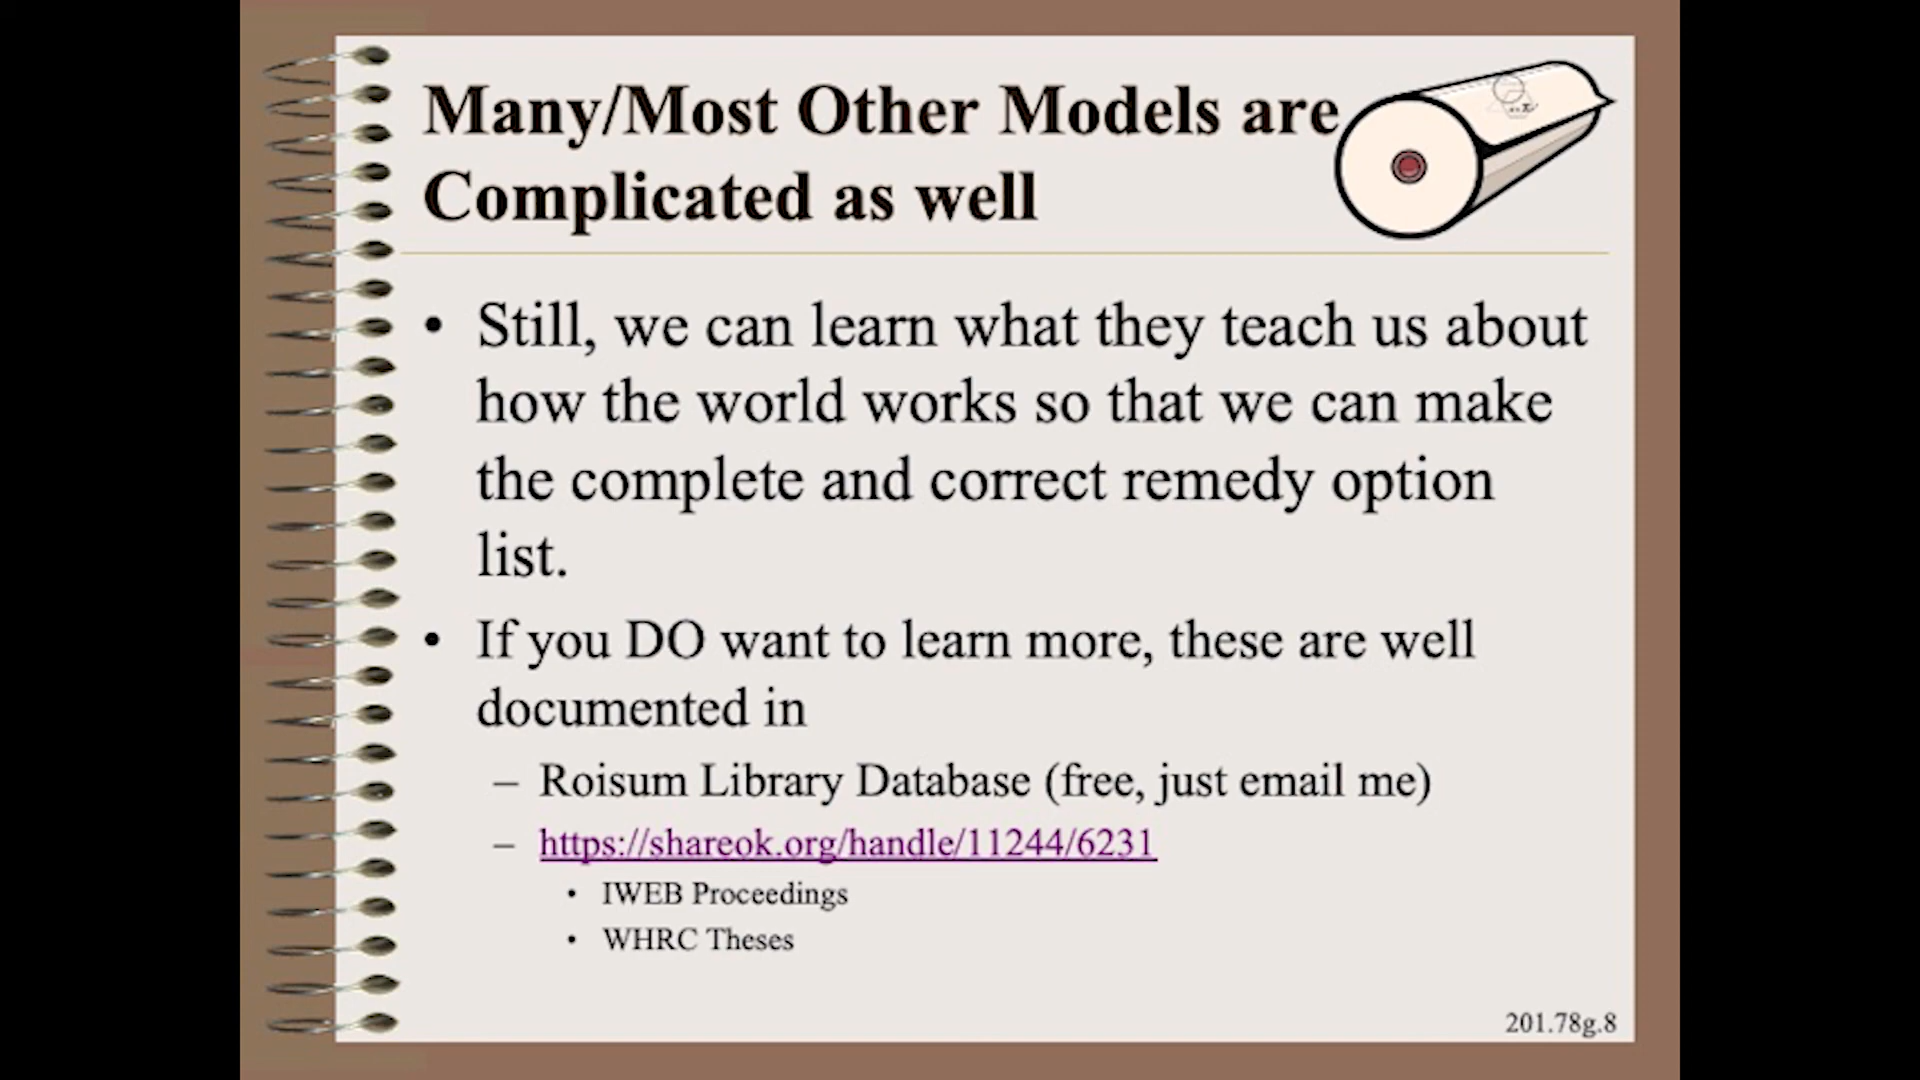 Many/Most Other Models are
Complicated as well
• Still, we can learn what they teach us about
how the world works so that we can make
the complete and correct remedy option
list.
• If you DO want to learn more, these are well
documented in
– Roisum Library Database (free, just email me)
– https://shareok.org/handle/11244/6231
• IWEB Proceedings
• WHRC Theses
201.78g.8